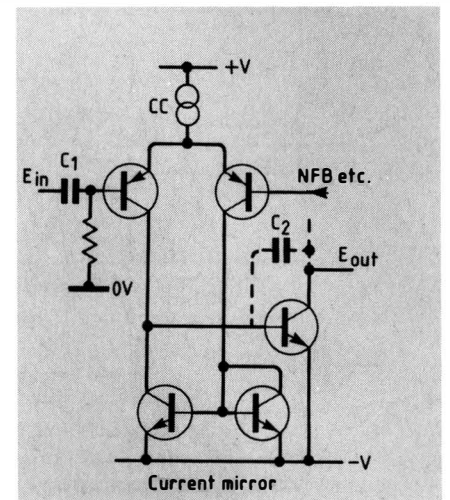 +V
CC
C1
Ein
NFB etc.
C2
Eout
0V
-V
Current mirror